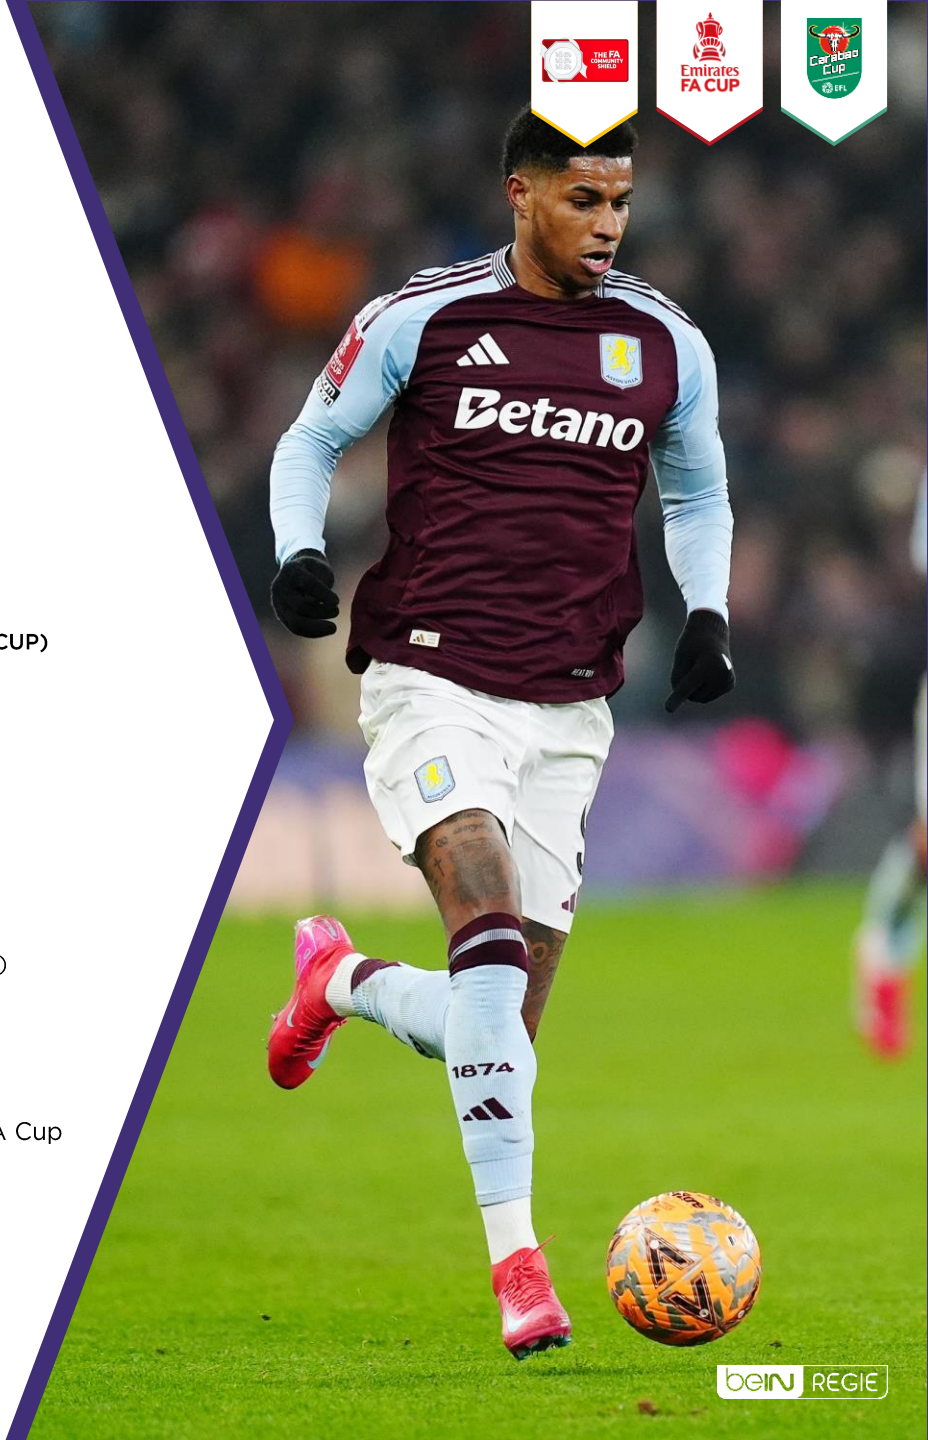 THE FA
COMMUNITY
SHIELD
Emirates
FA CUP
Carabao
Cup
EFL
Betano
ASTON VILLA
CUP)
1874
A Cup
beIN REGIE